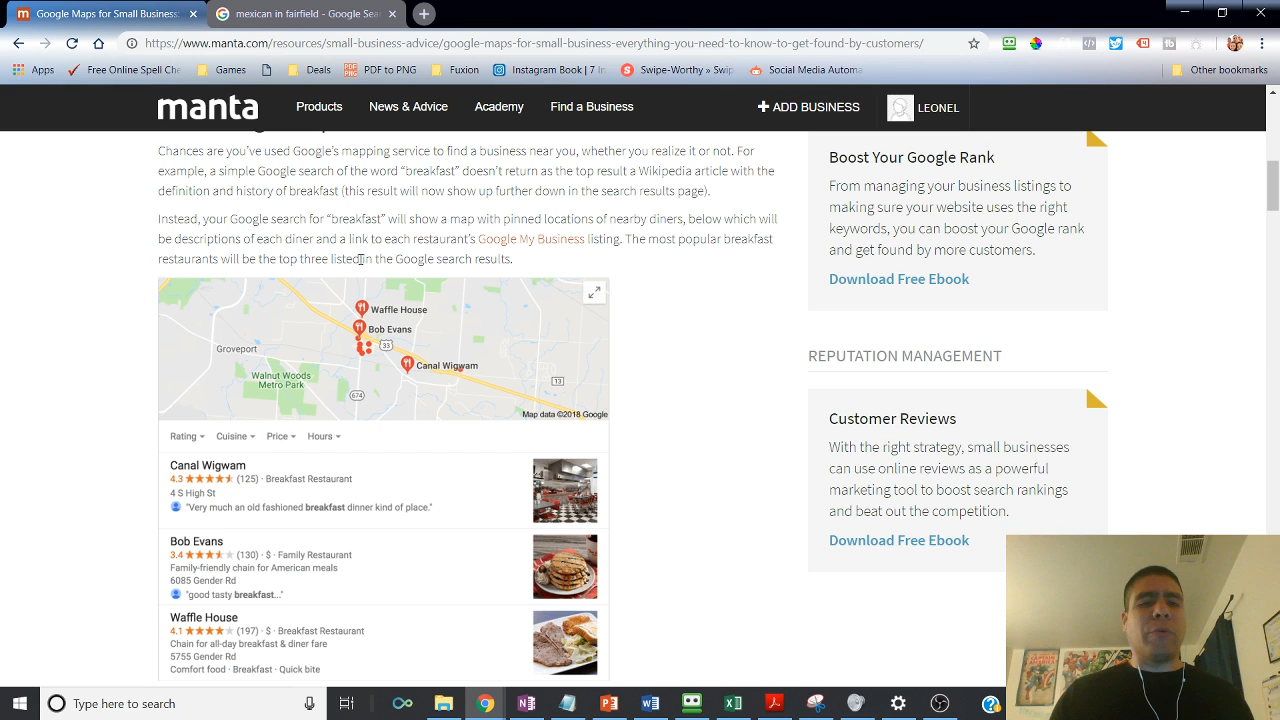 Google Maps for Small Business
mexican in fairfield - Google Sea
https://www.manta.com/resources/small-business-advice/google-maps-for-small-business-everything-you-need-to-know-to-get-found-by-customers/
Apps
Free Online Spell Che
Games
Deals
PDF to PNG
Fuxion
Instagram Book | 7 In
Swipe-Worthy » Swip
Social Media Automa
Other bookmarks
manta
Products
News & Advice
Academy
Find a Business
+ ADD BUSINESS
LEONEL
Chances are you've used Google's mapping service to find a business near you, whether you realize it or not. For
example, a simple Google search of the word “breakfast” doesn't return as the top result a Wikipedia article with the
definition and history of breakfast (this result will now show up further down in the search results page).
Instead, your Google search for “breakfast” will show a map with pinned locations of nearby diners, below which will
be descriptions of each diner and a link to each restaurant's Google My Business listing. The most popular breakfast
restaurants will be the top three listed in the Google search results.
Waffle House
Bob Evans
33
Groveport
Canal Wigwam
Walnut Woods
Metro Park
13
674
Map data ©2018 Google
Rating
Cuisine
Price
Hours
Canal Wigwam
4.3 (125) · Breakfast Restaurant
4 S High St
"Very much an old fashioned breakfast dinner kind of place."
Bob Evans
3.4 (130) · $ · Family Restaurant
Family-friendly chain for American meals
6085 Gender Rd
"good tasty breakfast..."
Waffle House
4.1 (197) · $ · Breakfast Restaurant
Chain for all-day breakfast & diner fare
5755 Gender Rd
Comfort food · Breakfast · Quick bite
Boost Your Google Rank
From managing your business listings to
making sure your website uses the right
keywords, you can boost your Google rank
and get found by more customers.
Download Free Ebook
REPUTATION MANAGEMENT
Customer Reviews
With the right strategy, small businesses
can use online reviews as a powerful
marketing tool to boost search rankings
and beat out the competition.
Download Free Ebook
Type here to search